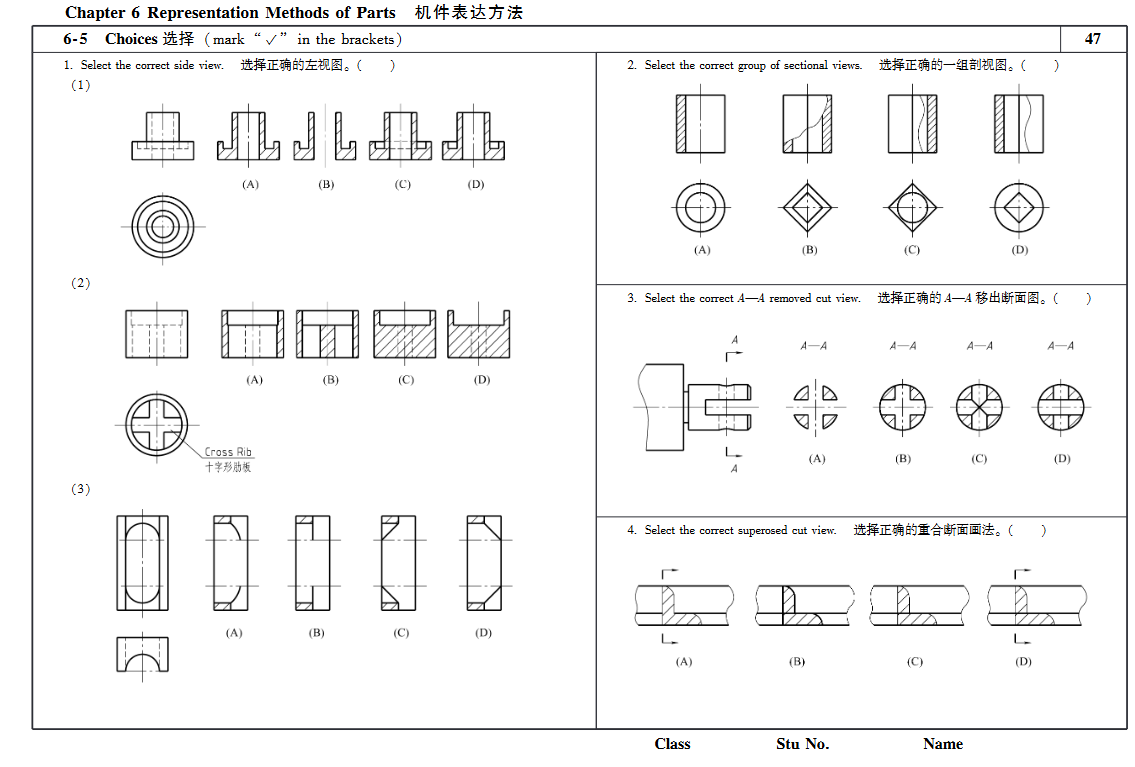 Chapter 6 Representation Methods of Parts 机件表达方法
6-5 Choices 选择（mark “✓” in the brackets）
47
1. Select the correct side view. 选择正确的左视图。（ ）
（1）
(A) (B) (C) (D)
（2）
(A) (B) (C) (D)
Cross Rib
十字形肋板
（3）
(A) (B) (C) (D)
2. Select the correct group of sectional views. 选择正确的一组剖视图。（ ）
(A) (B) (C) (D)
3. Select the correct A—A removed cut view. 选择正确的 A—A 移出断面图。（ ）
A
A—A A—A A—A A—A
A
(A) (B) (C) (D)
4. Select the correct superosed cut view. 选择正确的重合断面画法。（ ）
(A) (B) (C) (D)
Class Stu No. Name